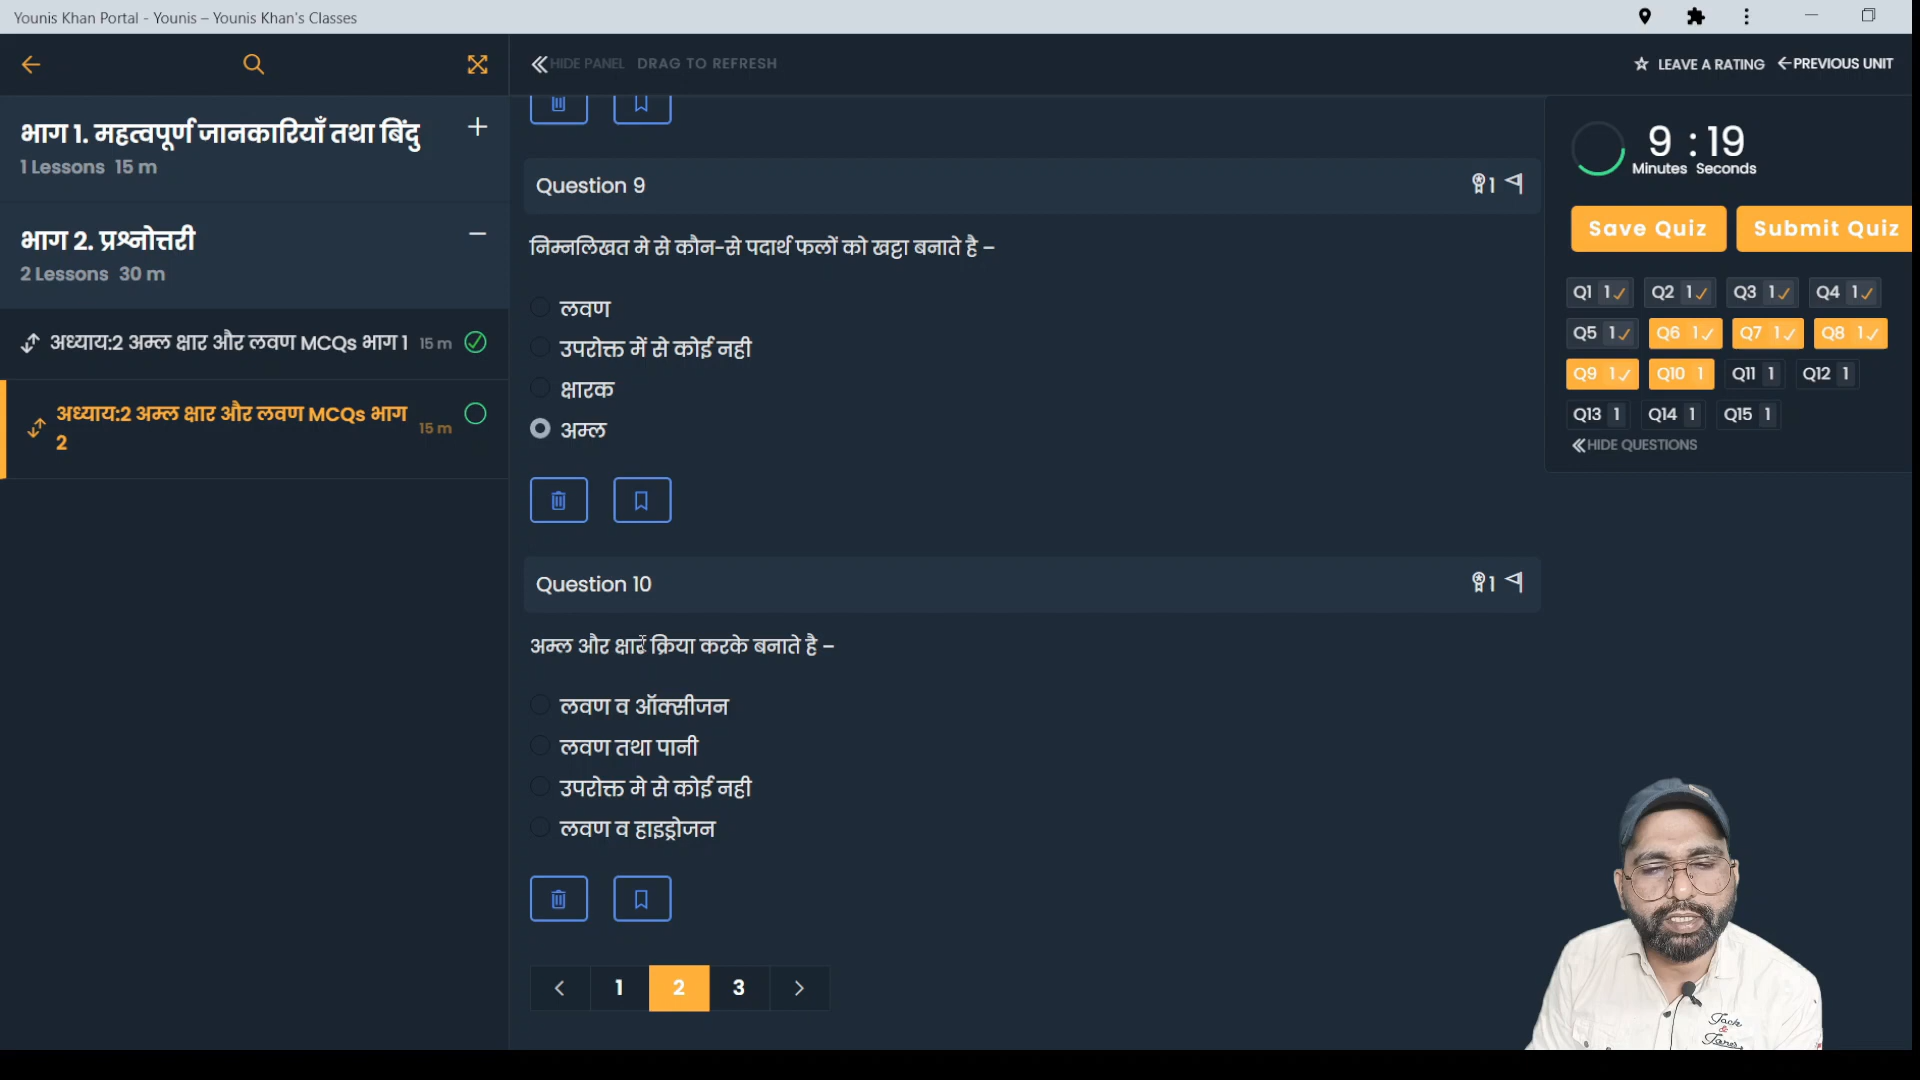 Younis Khan Portal - Younis – Younis Khan's Classes
HIDE PANEL DRAG TO REFRESH
LEAVE A RATING PREVIOUS UNIT
भाग 1. महत्वपूर्ण जानकारियाँ तथा बिंदु
1 Lessons 15 m
भाग 2. प्रश्नोत्तरी
2 Lessons 30 m
अध्याय:2 अम्ल क्षार और लवण MCQs भाग 1 15 m
अध्याय:2 अम्ल क्षार और लवण MCQs भाग
2
15 m
Question 9
1
निम्नलिखत मे से कौन-से पदार्थ फलों को खट्टा बनाते है –
लवण
उपरोक्त में से कोई नही
क्षारक
अम्ल
Question 10
1
अम्ल और क्षार क्रिया करके बनाते है –
लवण व ऑक्सीजन
लवण तथा पानी
उपरोक्त मे से कोई नही
लवण व हाइड्रोजन
1 2 3
9 : 19
Minutes Seconds
Save Quiz Submit Quiz
Q1 1 Q2 1 Q3 1 Q4 1
Q5 1 Q6 1 Q7 1 Q8 1
Q9 1 Q10 1 Q11 1 Q12 1
Q13 1 Q14 1 Q15 1
HIDE QUESTIONS
Jack
&
Jones